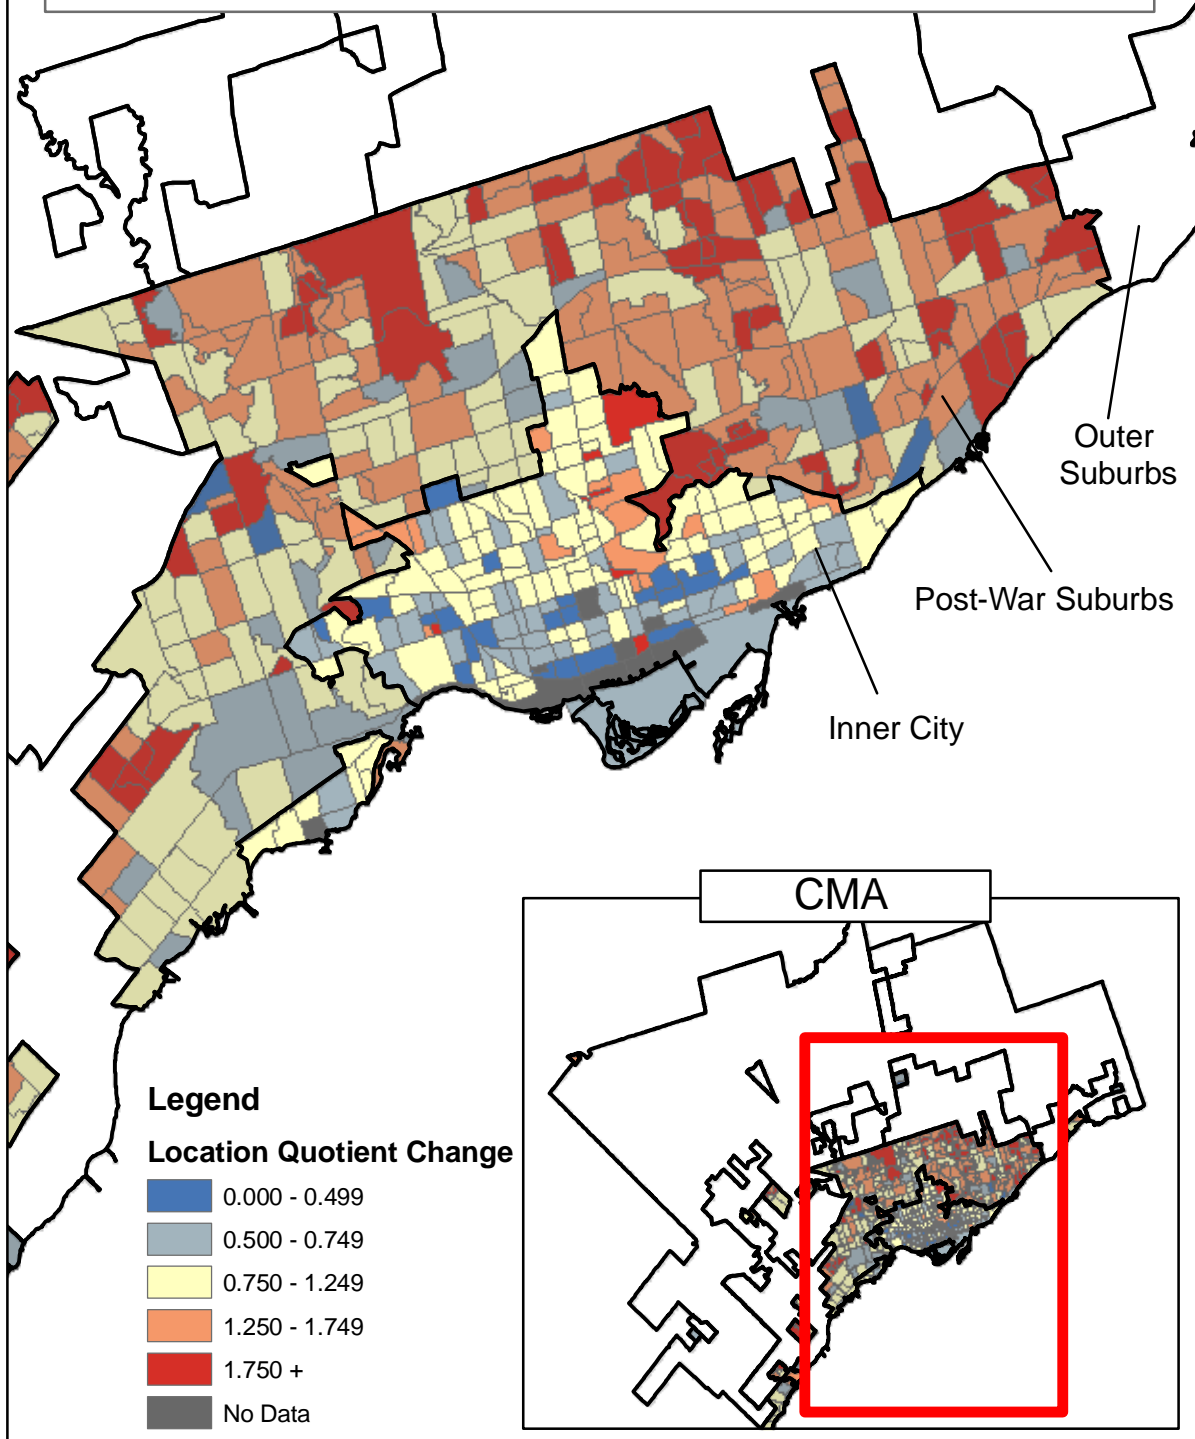 Outer
Suburbs
Post-War Suburbs
Inner City
CMA
Legend
Location Quotient Change
0.000 - 0.499
0.500 - 0.749
0.750 - 1.249
1.250 - 1.749
1.750 +
No Data